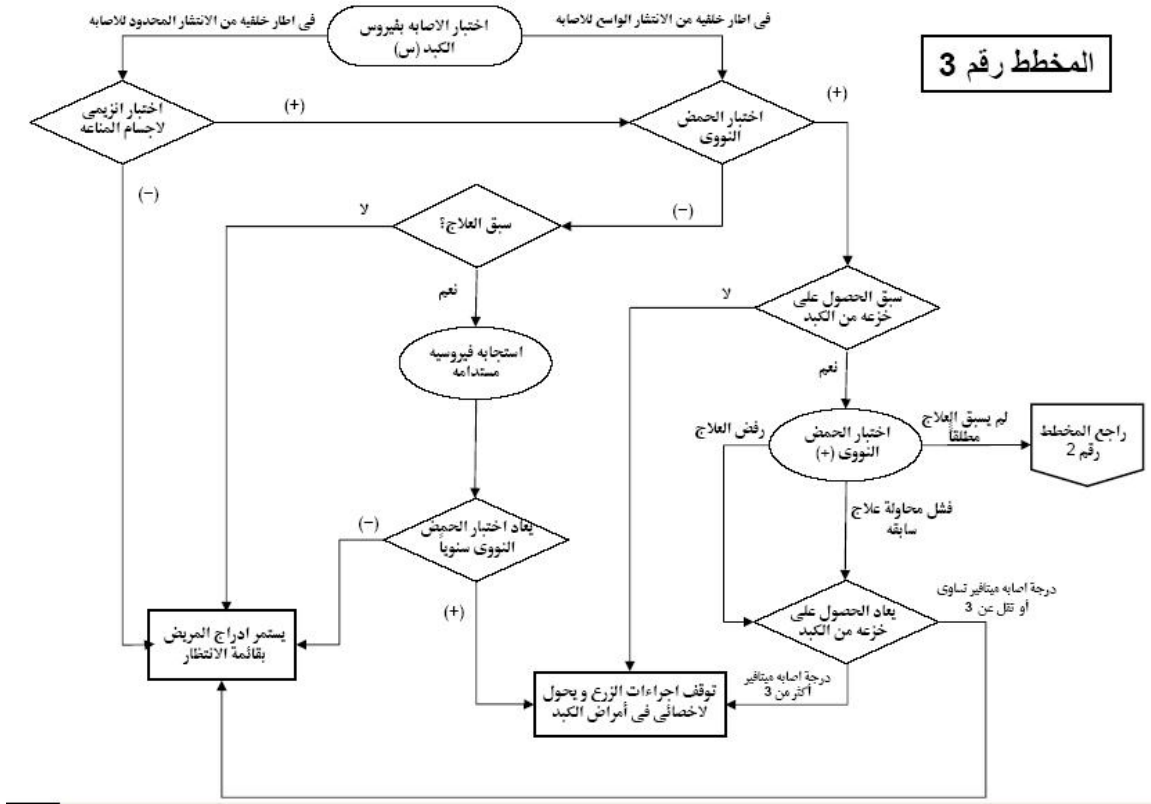 فى اطار خلفيه من الانتشار الواسع للاصابه
اختبار الاصابه بفيروس
الكبد (س)
فى اطار خلفيه من الانتشار المحدود للاصابه
المخطط رقم 3
اختبار الحمض
النووى
(+)
(+)
اختبار انزيمى
لاجسام المناعه
(−)
(−)
سبق العلاج؟
لا
نعم
سبق الحصول على
خزعه من الكبد
لا
نعم
استجابه فيروسيه
مستدامه
راجع المخطط
رقم 2
لم يسبق العلاج
مطلقاً
اختبار الحمض
النووى (+)
رفض العلاج
فشل محاولة علاج
سابقه
يعاد اختبار الحمض
النووى سنوياً
(−)
(+)
درجة اصابه ميتافير تساوى
أو تقل عن 3
يعاد الحصول على
خزعه من الكبد
يستمر ادراج المريض
بقائمة الانتظار
درجة اصابه ميتافير
أكثر من 3
توقف اجراءات الزرع و يحول
لاخصائى فى أمراض الكبد